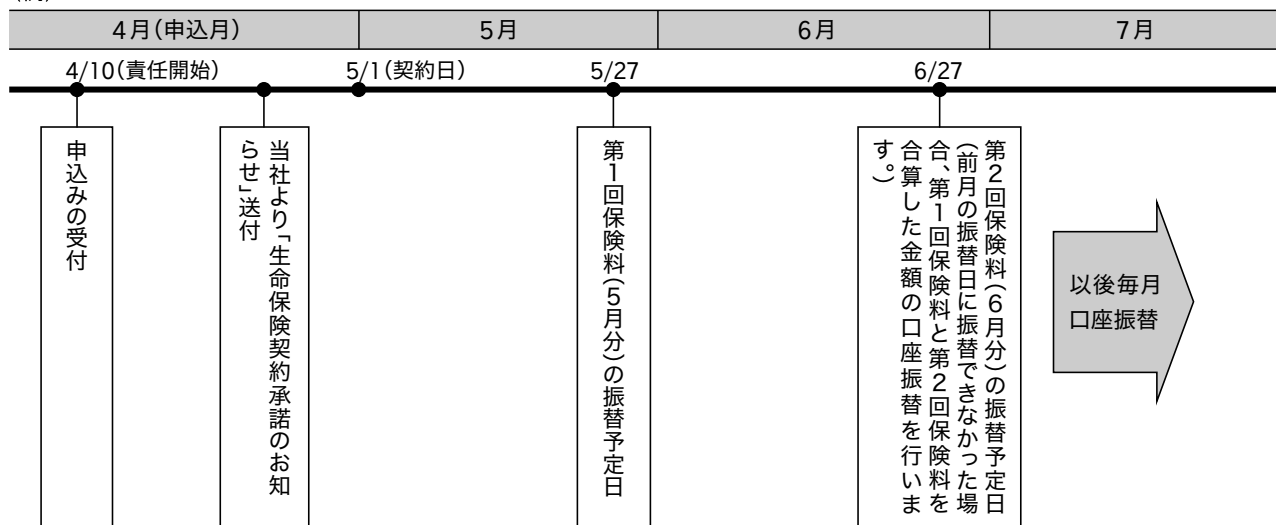 4月(申込月)
5月
6月
7月
4/10(責任開始)
5/1(契約日)
5/27
6/27
申込みの受付
当社より「生命保険契約承諾のお知
らせ」送付
第1回保険料(5月分)の振替予定日
第2回保険料(6月分)の振替予定日
(前月の振替日に振替できなかった場
合、第1回保険料と第2回保険料を
合算した金額の口座振替を行いま
す。)
以後毎月
口座振替